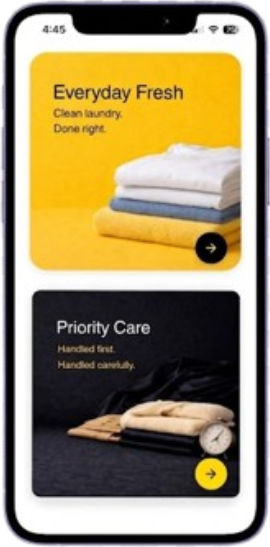 4:45
Everyday Fresh
Clean laundry.
Done right.
Priority Care
Handled first.
Handled carefully.